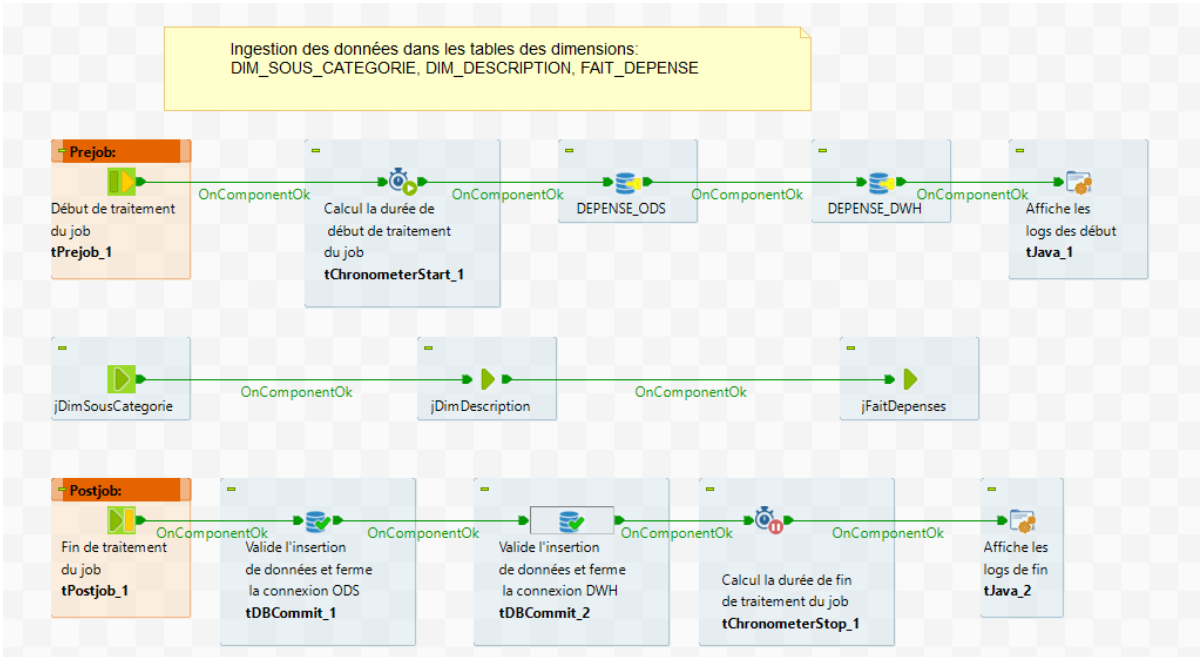 Ingestion des données dans les tables des dimensions:
DIM_SOUS_CATEGORIE, DIM_DESCRIPTION, FAIT_DEPENSE
Prejob:
OnComponentOk
OnComponentOk
OnComponentOk
OnComponentOk
Début de traitement
du job
tPrejob_1
Calcul la durée de
début de traitement
du job
tChronometerStart_1
DEPENSE_ODS
DEPENSE_DWH
Affiche les
logs des début
tJava_1
jDimSousCategorie
OnComponentOk
jDimDescription
OnComponentOk
jFaitDepenses
Postjob:
OnComponentOk
OnComponentOk
OnComponentOk
OnComponentOk
Fin de traitement
du job
tPostjob_1
Valide l'insertion
de données et ferme
la connexion ODS
tDBCommit_1
Valide l'insertion
de données et ferme
la connexion DWH
tDBCommit_2
Calcul la durée de fin
de traitement du job
tChronometerStop_1
Affiche les
logs de fin
tJava_2